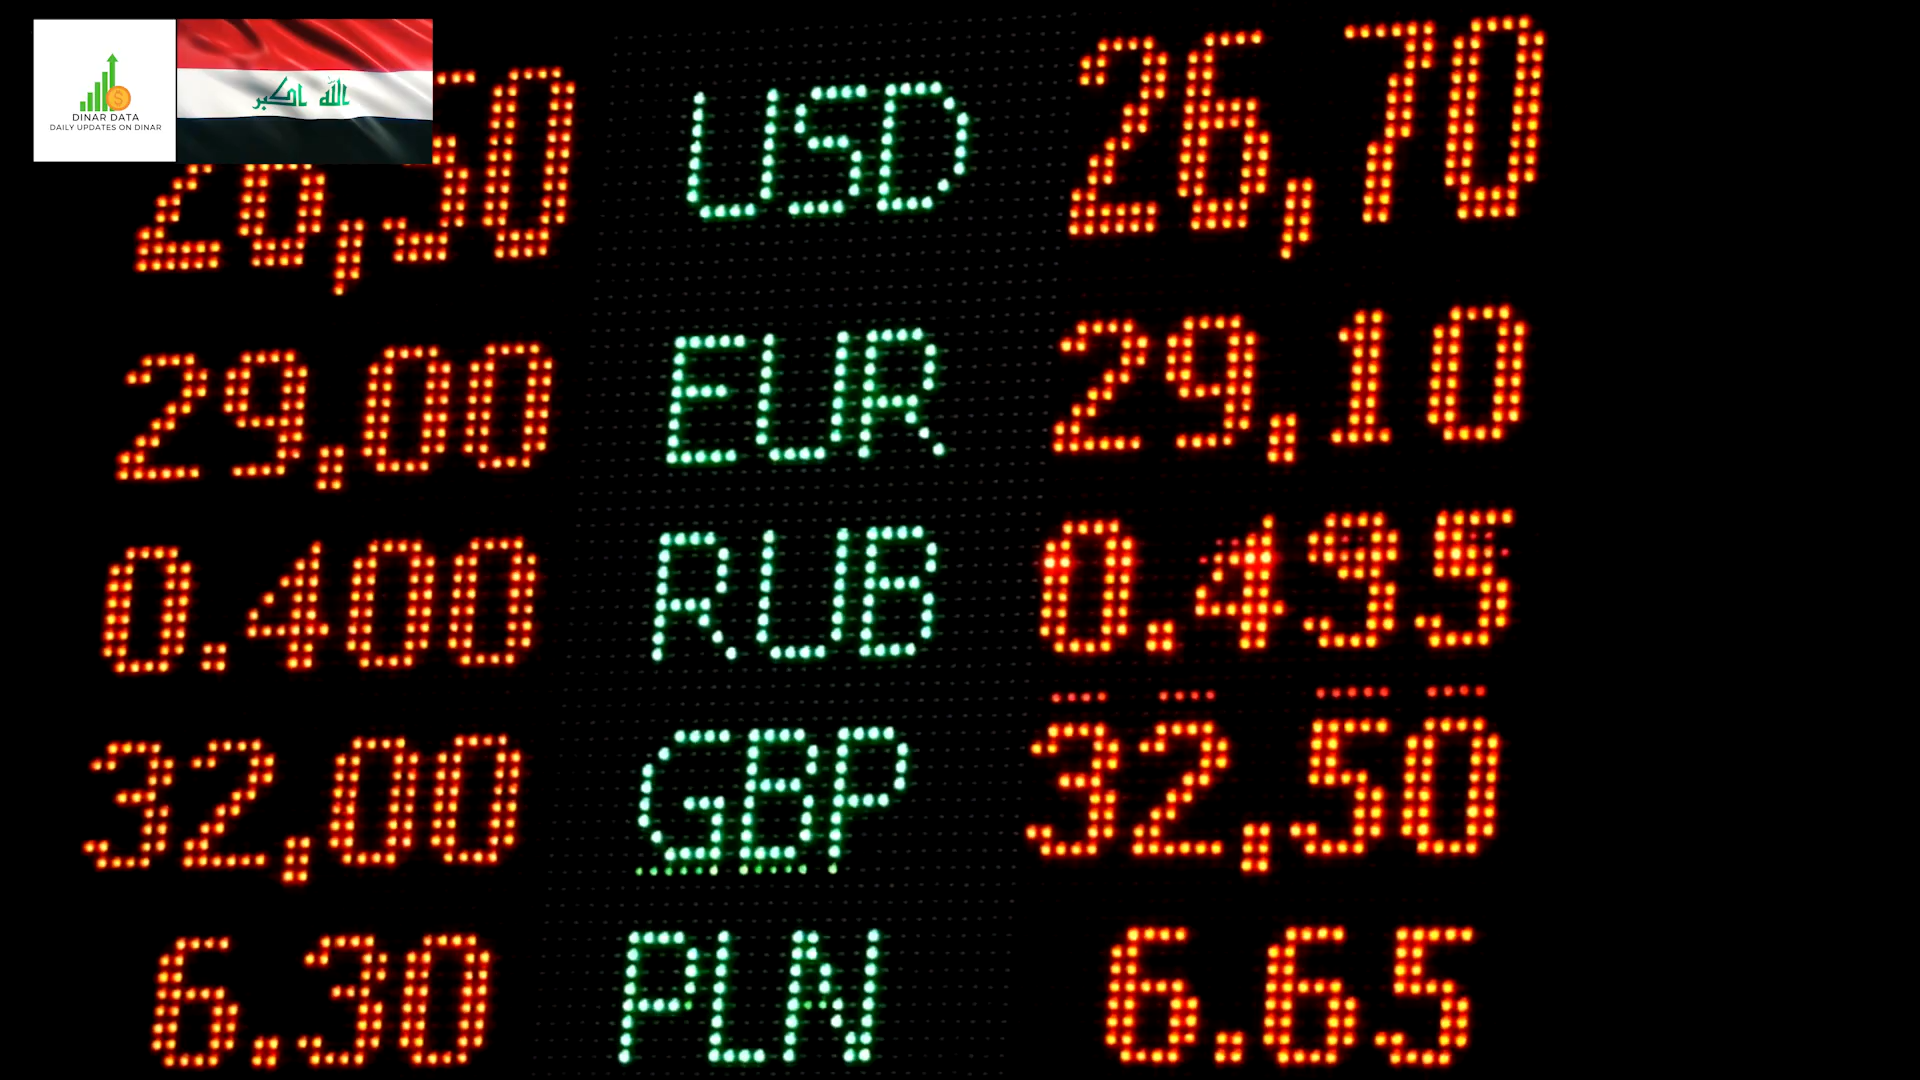 DINAR DATA
DAILY UPDATES ON DINAR
الله اكبر
USD 26,70
29,00 EUR 29,10
0.400 RUB 0.495
32,00 GBP 32,50
6.30 PLN 6.65